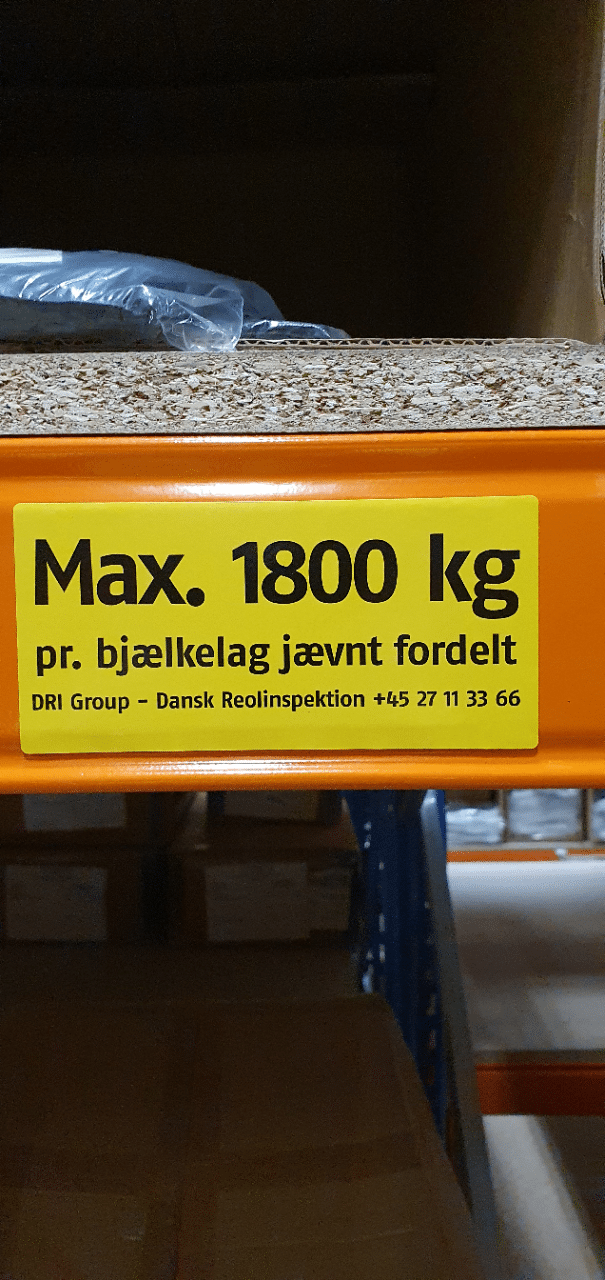 Max. 1800 kg
pr. bjælkelag jævnt fordelt
DRI Group - Dansk Reolinspektion +45 27 11 33 66